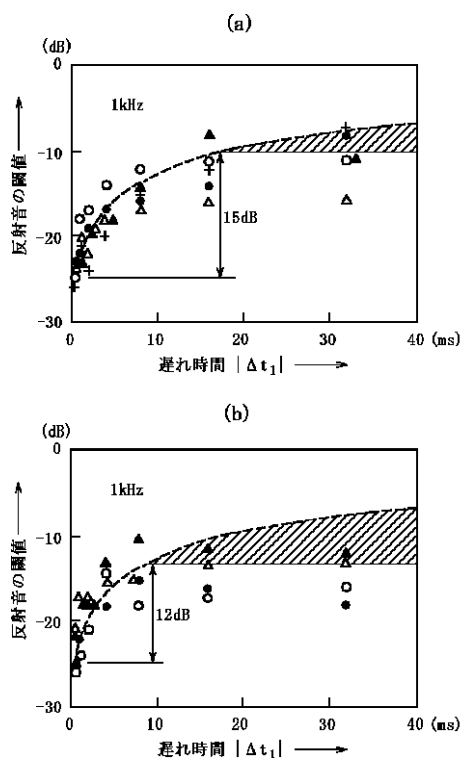 (a)
(dB)
0
1kHz
-10
15dB
-20
-30
0
10
20
30
40
(ms)
反射音の閾値
遅れ時間 |Δt₁|
(b)
(dB)
0
1kHz
-10
12dB
-20
-30
0
10
20
30
40
(ms)
反射音の閾値
遅れ時間 |Δt₁|